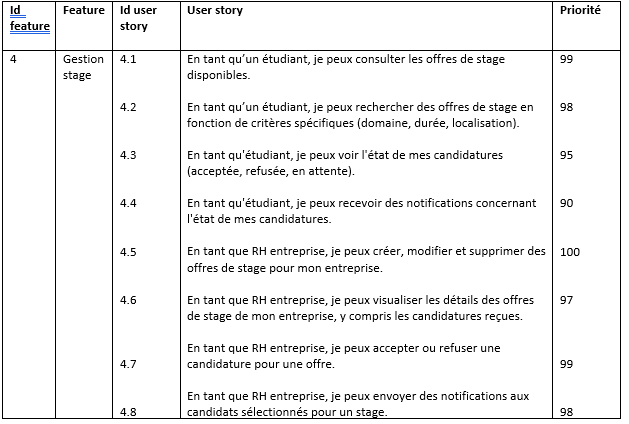 Id feature Feature Id user story User story Priorité
4 Gestion stage 4.1 En tant qu’un étudiant, je peux consulter les offres de stage
disponibles. 99
4.2 En tant qu’un étudiant, je peux rechercher des offres de stage en
fonction de critères spécifiques (domaine, durée, localisation). 98
4.3 En tant qu'étudiant, je peux voir l'état de mes candidatures
(acceptée, refusée, en attente). 95
4.4 En tant qu'étudiant, je peux recevoir des notifications concernant
l'état de mes candidatures. 90
4.5 En tant que RH entreprise, je peux créer, modifier et supprimer des
offres de stage pour mon entreprise. 100
4.6 En tant que RH entreprise, je peux visualiser les détails des offres
de stage de mon entreprise, y compris les candidatures reçues. 97
4.7 En tant que RH entreprise, je peux accepter ou refuser une
candidature pour une offre. 99
4.8 En tant que RH entreprise, je peux envoyer des notifications aux
candidats sélectionnés pour un stage. 98